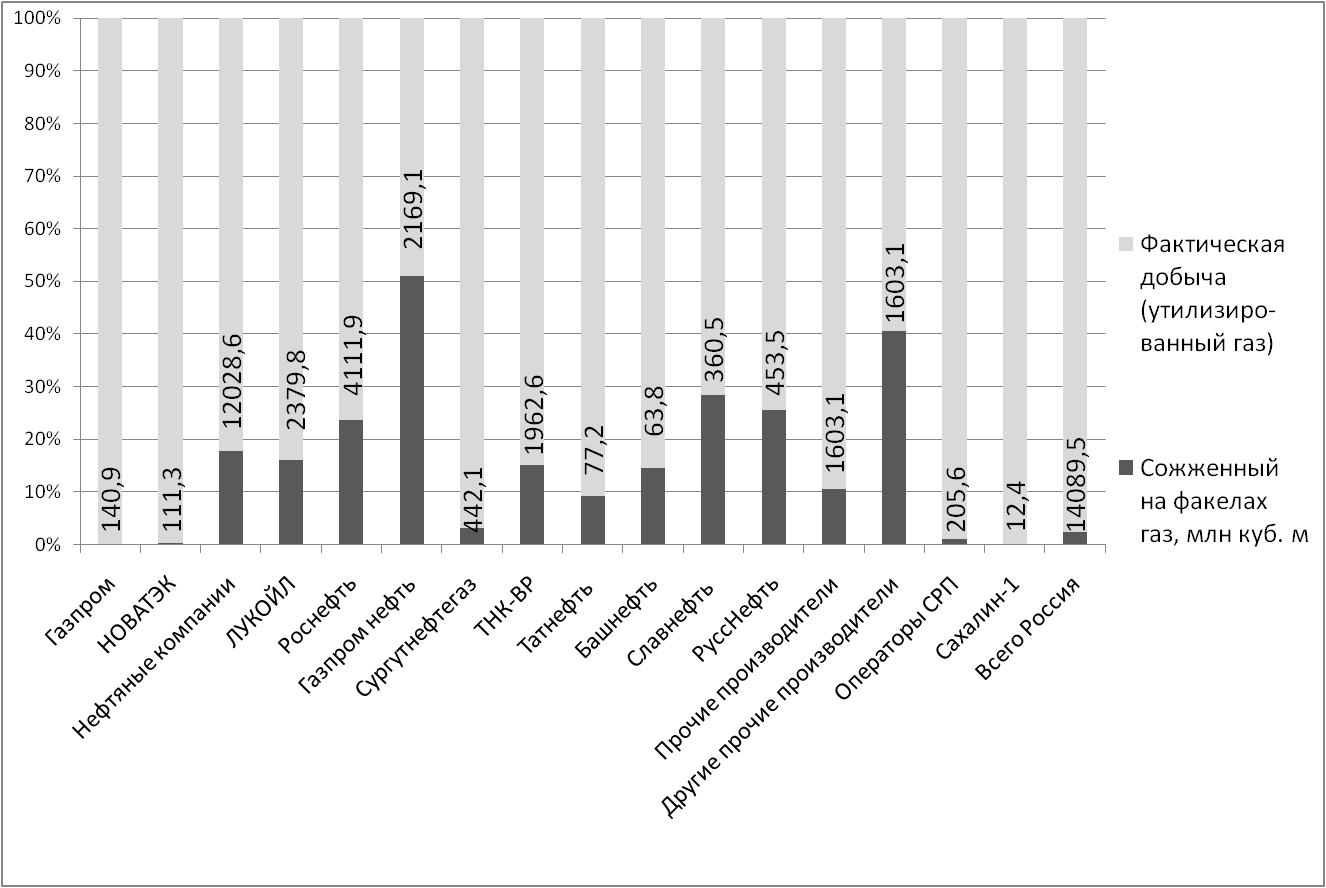 100%
90%
80%
70%
60%
50%
40%
30%
20%
10%
0%
140,9
111,3
12028,6
2379,8
4111,9
2169,1
442,1
1962,6
77,2
63,8
360,5
453,5
1603,1
1603,1
205,6
12,4
14089,5
Газпром
НОВАТЭК
Нефтяные компании
ЛУКОЙЛ
Роснефть
Газпром нефть
Сургутнефтегаз
ТНК-ВР
Татнефть
Башнефть
Славнефть
РуссНефть
Прочие производители
Другие прочие производители
Операторы СРП
Сахалин-1
Всего Россия
Фактическая
добыча
(утилизиро-
ванный газ)
Сожженный
на факелах
газ, млн куб. м